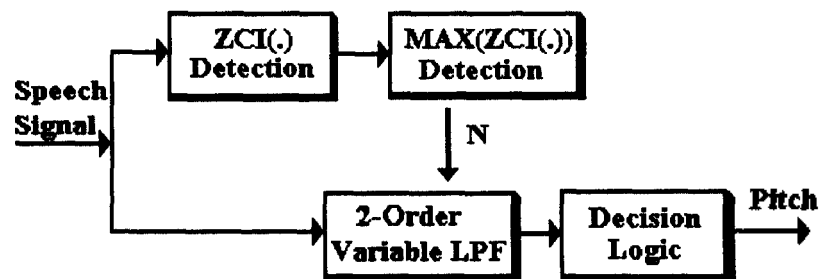 ZCI(.)
Detection
MAX(ZCI(.))
Detection
Speech
Signal
N
2-Order
Variable LPF
Decision
Logic
Pitch